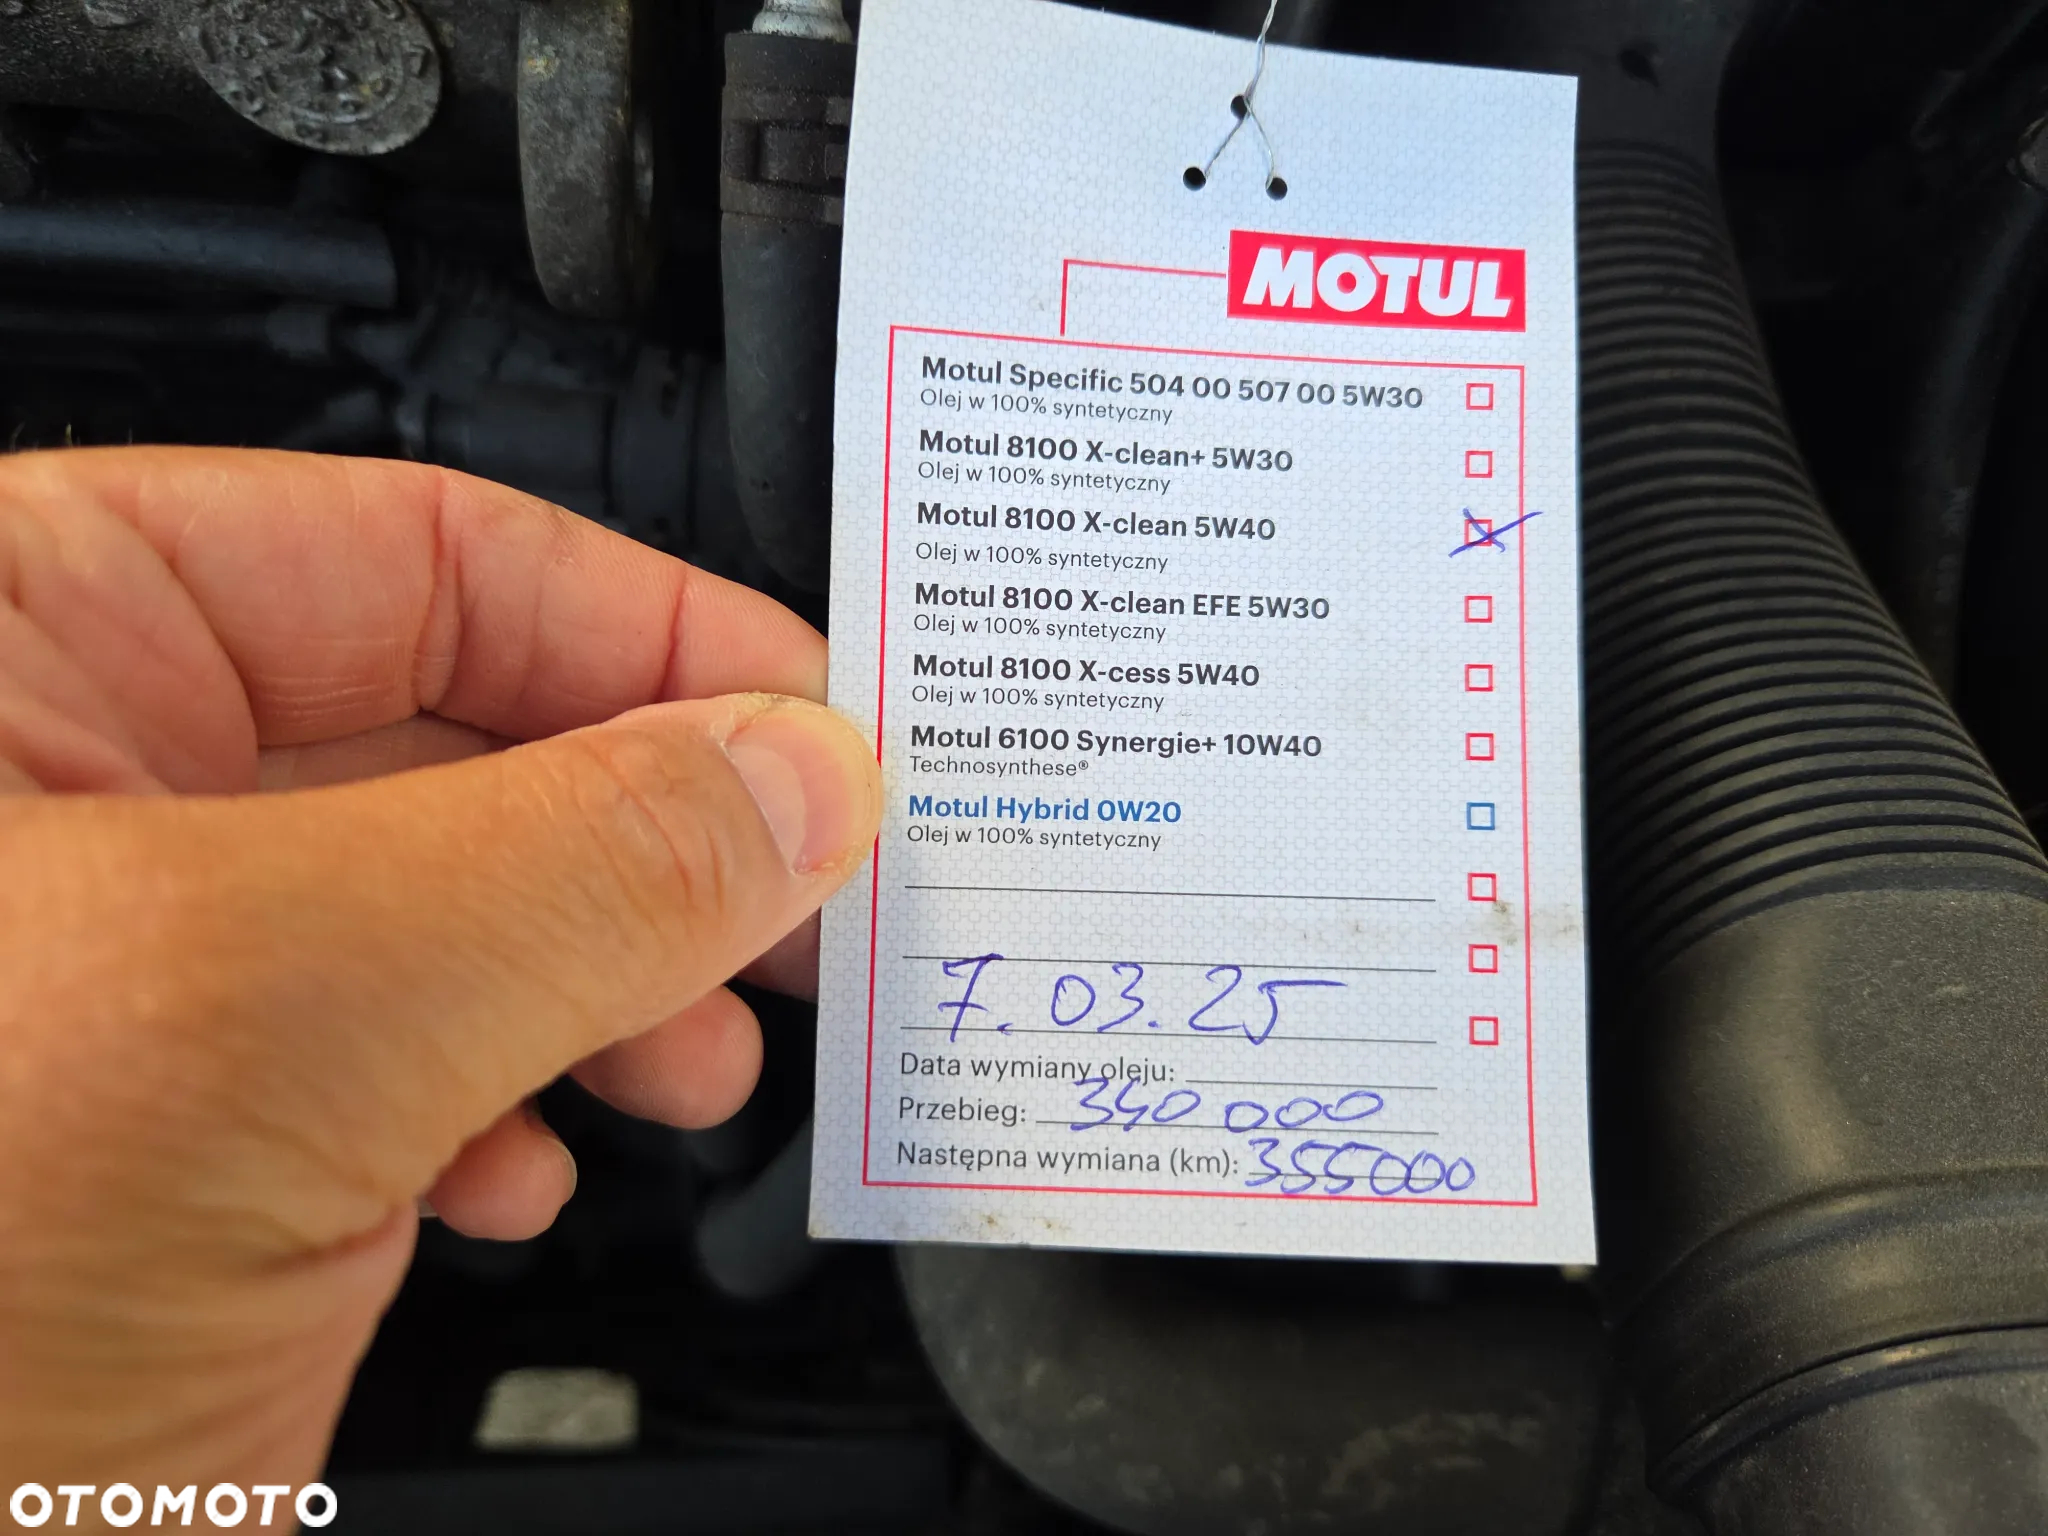 MOTUL
Motul Specific 504 00 507 00 5W30
Olej w 100% syntetyczny
Motul 8100 X-clean+ 5W30
Olej w 100% syntetyczny
Motul 8100 X-clean 5W40
Olej w 100% syntetyczny
Motul 8100 X-clean EFE 5W30
Olej w 100% syntetyczny
Motul 8100 X-cess 5W40
Olej w 100% syntetyczny
Motul 6100 Synergie+ 10W40
Technosynthese®
Motul Hybrid 0W20
Olej w 100% syntetyczny
7.03.25
Data wymiany oleju:
Przebieg: 340 000
Następna wymiana (km): 355000
OTOMOTO